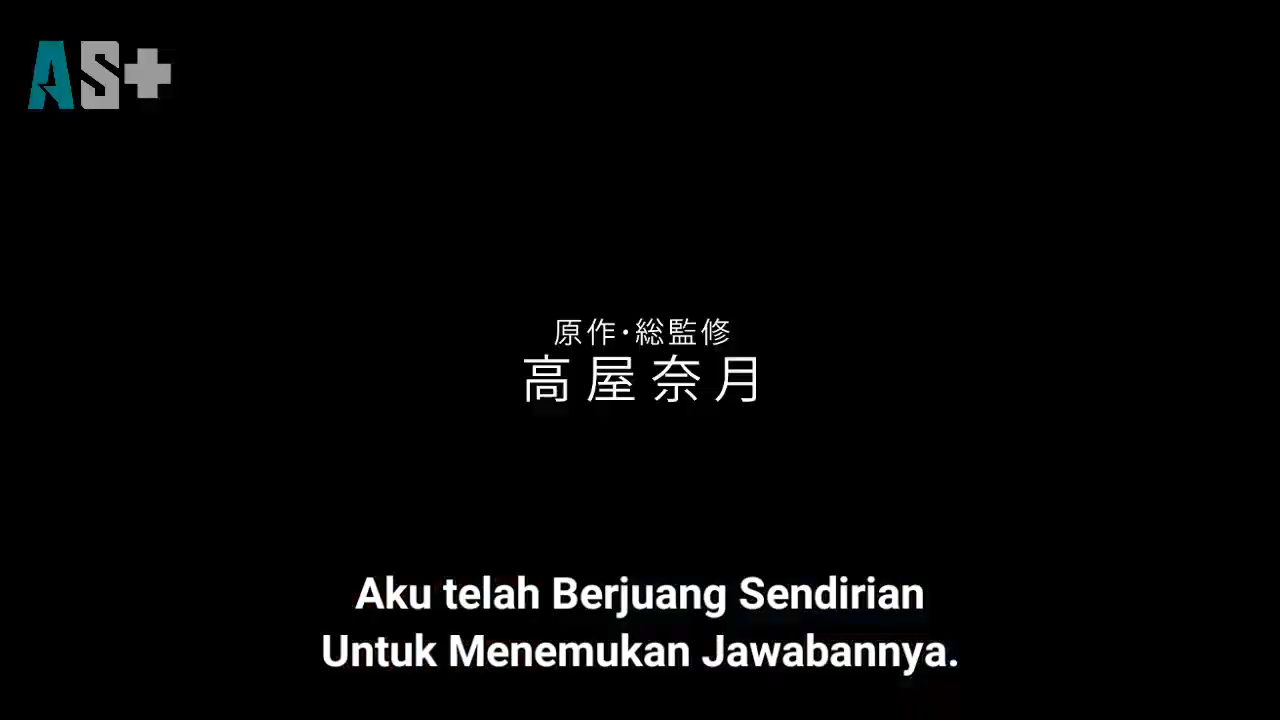 AS+
原作・総監修
高屋奈月
Aku telah Berjuang Sendirian
Untuk Menemukan Jawabannya.